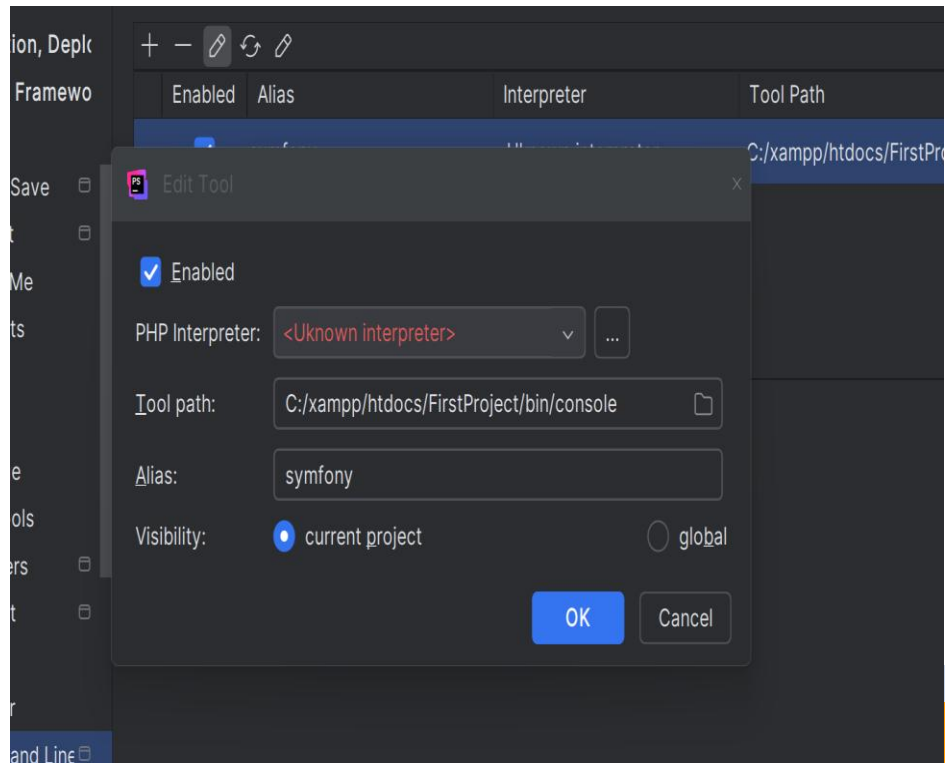 ion, Deplo
Framewo
Enabled Alias Interpreter Tool Path
C:/xampp/htdocs/FirstPro
Save
Me
ts
e
ols
ers
t
r
and Line
PS
Edit Tool
x
Enabled
PHP Interpreter: <Uknown interpreter> ...
Tool path: C:/xampp/htdocs/FirstProject/bin/console
Alias: symfony
Visibility: current project global
OK Cancel